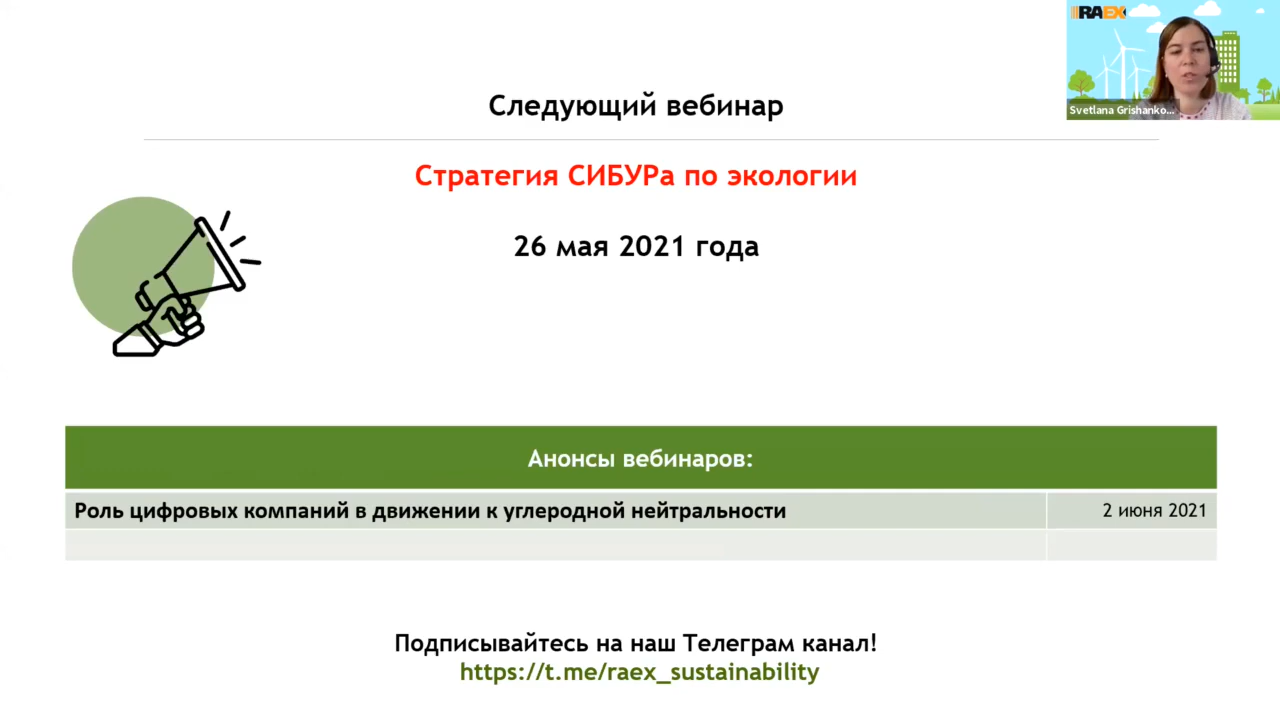 RAEX
Svetlana Grishanko...
Следующий вебинар
Стратегия СИБУРа по экологии
26 мая 2021 года
Анонсы вебинаров:
Роль цифровых компаний в движении к углеродной нейтральности 2 июня 2021
Подписывайтесь на наш Телеграм канал!
https://t.me/raex_sustainability